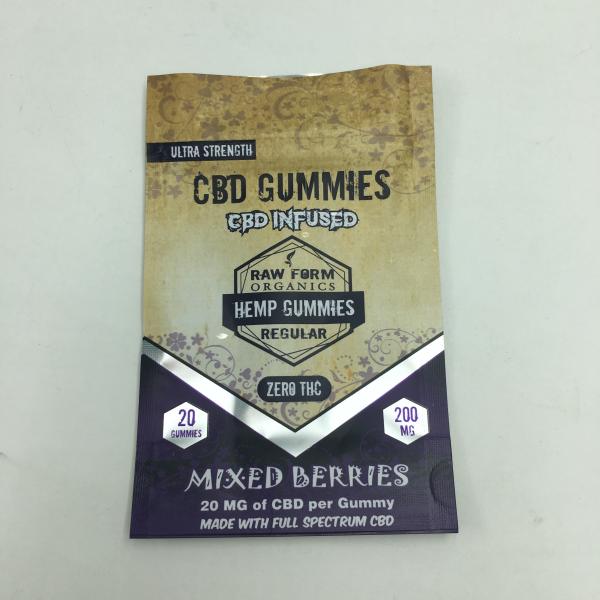 ULTRA STRENGTH
CBD GUMMIES
CBD INFUSED
RAW FORM
ORGANICS
HEMP GUMMIES
REGULAR
ZERO THC
20
GUMMIES
200
MG
MIXED BERRIES
20 MG of CBD per Gummy
MADE WITH FULL SPECTRUM CBD